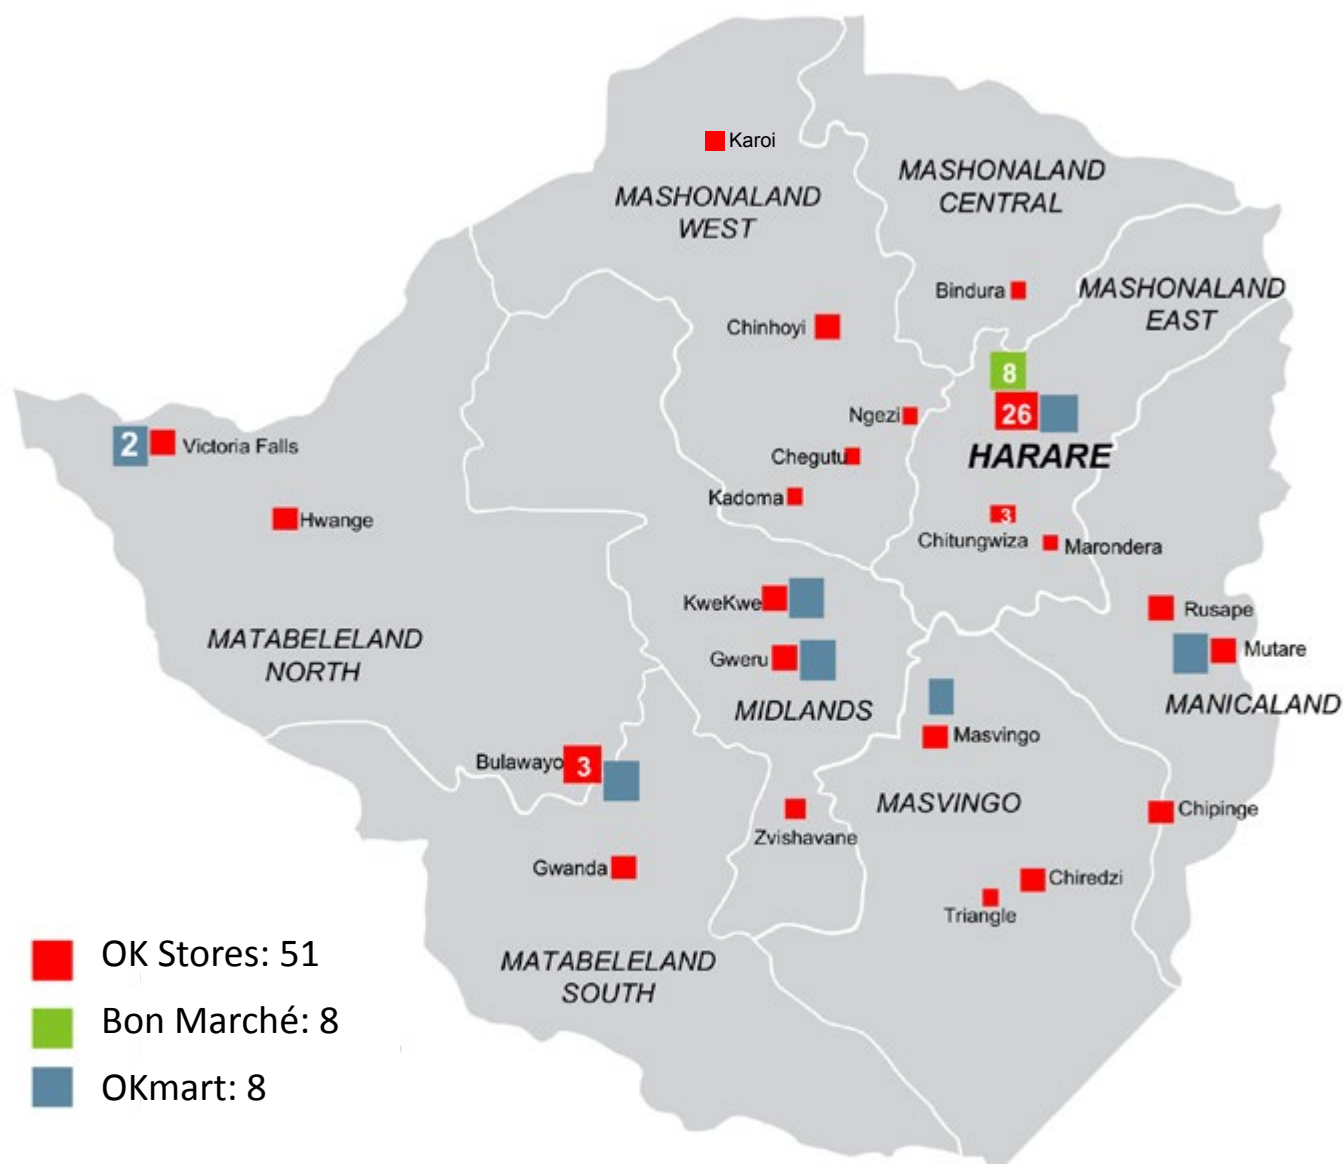 Karoi
MASHONALAND
WEST
MASHONALAND
CENTRAL
Bindura
MASHONALAND
EAST
Chinhoyi
8
26
HARARE
Ngezi
Chegutu
Kadoma
2
Victoria Falls
Hwange
3
Chitungwiza
Marondera
KweKwe
Gweru
MIDLANDS
Rusape
Mutare
MANICALAND
MATABELELAND
NORTH
Masvingo
MASVINGO
Bulawayo
3
Zvishavane
Chipinge
Gwanda
Chiredzi
Triangle
MATABELELAND
SOUTH
OK Stores: 51
Bon Marché: 8
OKmart: 8